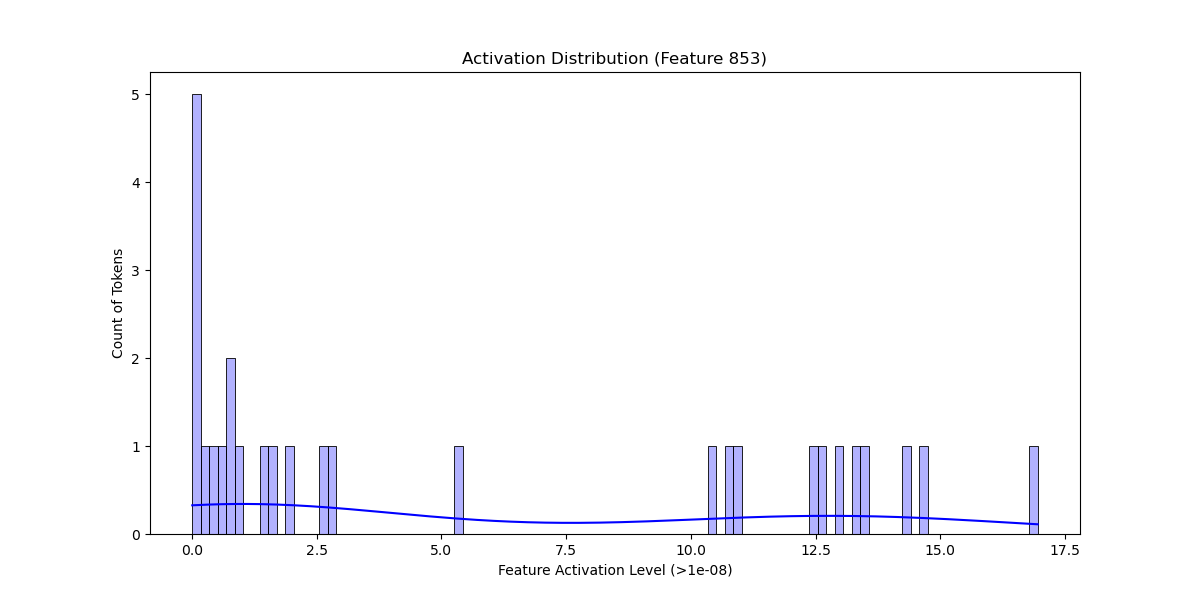 Activation Distribution (Feature 853)
Count of Tokens
5
4
3
2
1
0
0.0 2.5 5.0 7.5 10.0 12.5 15.0 17.5
Feature Activation Level (>1e-08)